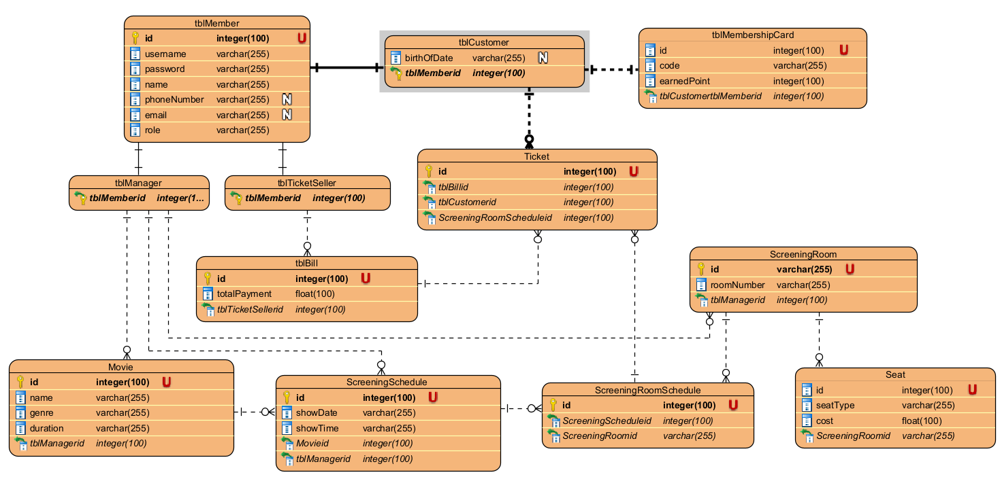 tblMember
id integer(100) U
username varchar(255)
password varchar(255)
name varchar(255)
phoneNumber varchar(255) N
email varchar(255) N
role varchar(255)
tblCustomer
birthOfDate varchar(255) N
tblMemberid integer(100)
tblMembershipCard
id integer(100) U
code varchar(255)
earnedPoint integer(100)
tblCustomertblMemberid integer(100)
tblManager
tblMemberid integer(1...
tblTicketSeller
tblMemberid integer(100)
Ticket
id integer(100) U
tblBillid integer(100)
tblCustomerid integer(100)
ScreeningRoomScheduleid integer(100)
tblBill
id integer(100) U
totalPayment float(100)
tblTicketSellerid integer(100)
ScreeningRoom
id varchar(255) U
roomNumber varchar(255)
tblManagerid integer(100)
Movie
id integer(100) U
name varchar(255)
genre varchar(255)
duration varchar(255)
tblManagerid integer(100)
ScreeningSchedule
id integer(100) U
showDate varchar(255)
showTime varchar(255)
Movieid integer(100)
tblManagerid integer(100)
ScreeningRoomSchedule
id integer(100) U
ScreeningScheduleid integer(100)
ScreeningRoomid varchar(255)
Seat
id integer(100) U
seatType varchar(255)
cost float(100)
ScreeningRoomid varchar(255)